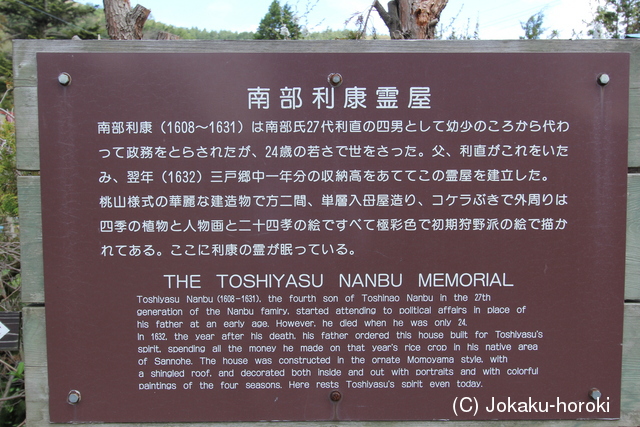 南部利康霊屋
南部利康（1608〜1631）は南部氏27代利直の四男として幼少のころから代わ
って政務をとらされたが、24歳の若さで世をさった。父、利直がこれをいた
み、翌年（1632）三戸郷中一年分の収納高をあててこの霊屋を建立した。
桃山様式の華麗な建造物で方二間、単層入母屋造り、コケラぶきで外周りは
四季の植物と人物画と二十四孝の絵ですべて極彩色で初期狩野派の絵で描か
れてある。ここに利康の霊が眠っている。
THE TOSHIYASU NANBU MEMORIAL
Toshiyasu Nanbu (1608-1631), the fourth son of Toshinao Nanbu in the 27th
generation of the Nanbu famiry, started attending to political affairs in place of
his father at an early age. However, he died when he was only 24.
In 1632, the year after his death, his father ordered this house built for Toshiyasu's
spirit, spending all the money he made on that year's rice crop in his native area
of Sannohe. The house was constructed in the ornate Momoyama style, with
a shingled roof, and decorated both inside and out with portraits and with colorful
paintings of the four seasons. Here rests Toshiyasu's spirit even today.
(C) Jokaku-horoki